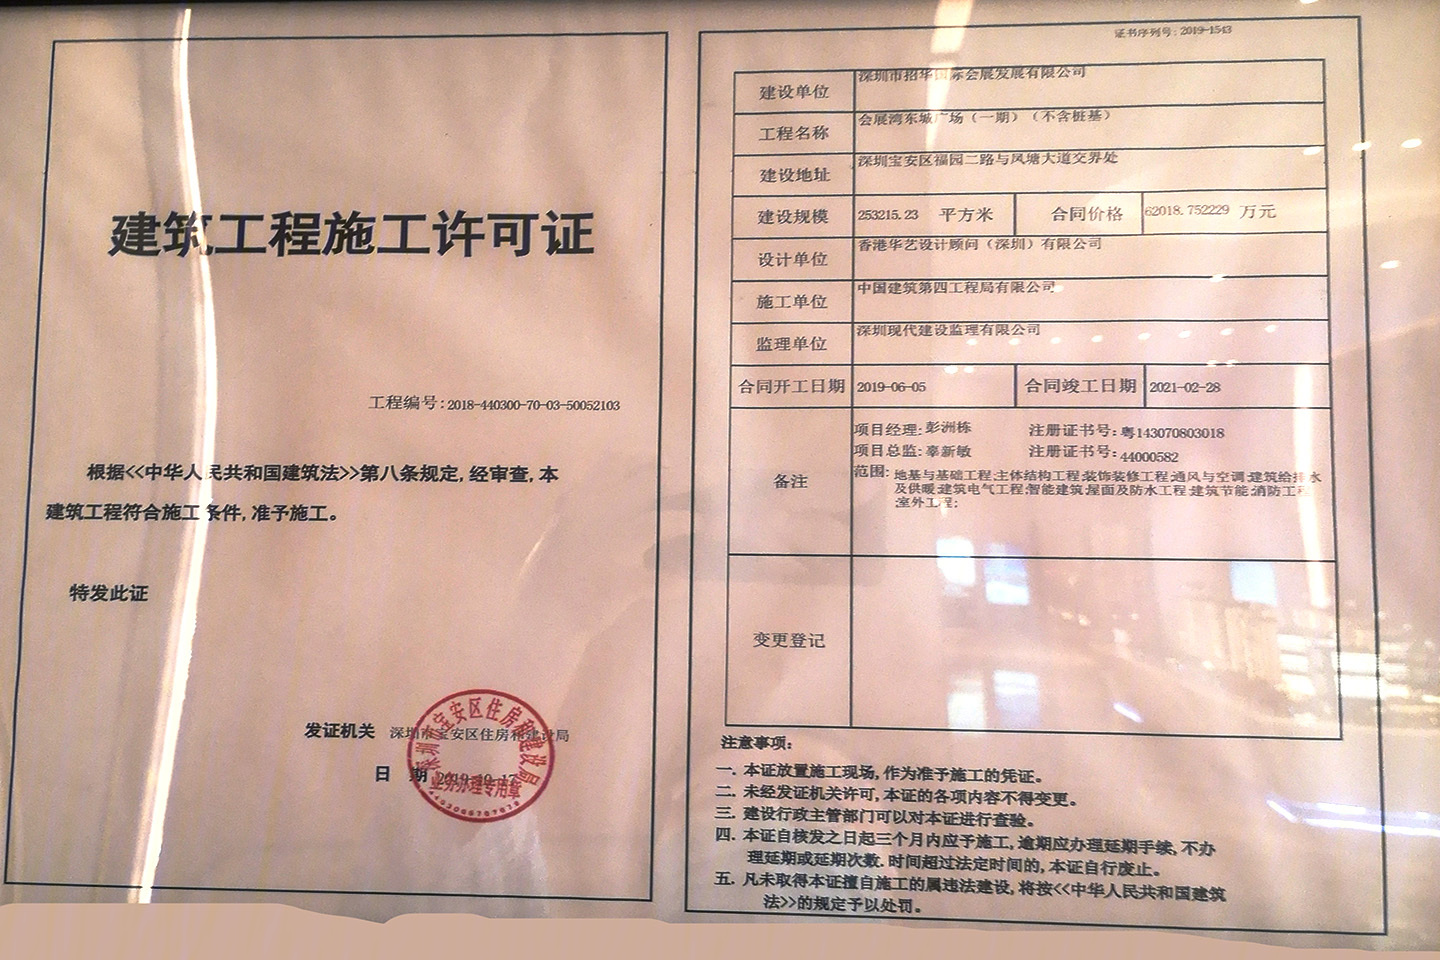 建筑工程施工许可证
工程编号:2018-440300-70-03-50052103
根据<<中华人民共和国建筑法>>第八条规定,经审查,本
建筑工程符合施工条件,准予施工。
特发此证
发证机关 深圳市宝安区住房和建设局
日 期 2019-10-17
深圳市宝安区住房和建设局
业务办理专用章
证书序列号:2019-1543
建设单位 深圳市招华国际会展发展有限公司
工程名称 会展湾东城广场(一期)(不含桩基)
建设地址 深圳宝安区福园二路与凤塘大道交界处
建设规模 253215.23 平方米 合同价格 62018.752229 万元
设计单位 香港华艺设计顾问(深圳)有限公司
施工单位 中国建筑第四工程局有限公司
监理单位 深圳现代建设监理有限公司
合同开工日期 2019-06-05 合同竣工日期 2021-02-28
备注
项目经理:彭洲栋 注册证书号:粤143070803018
项目总监:辜新敏 注册证书号:44000582
范围:地基与基础工程;主体结构工程;装饰装修工程;通风与空调;建筑给排水
及供暖;建筑电气工程;智能建筑;屋面及防水工程;建筑节能;消防工程
;室外工程;
变更登记
注意事项:
一. 本证放置施工现场,作为准予施工的凭证。
二. 未经发证机关许可,本证的各项内容不得变更。
三. 建设行政主管部门可以对本证进行查验。
四. 本证自核发之日起三个月内应予施工,逾期应办理延期手续,不办
理延期或延期次数.时间超过法定时间的,本证自行废止。
五. 凡未取得本证擅自施工的属违法建设,将按<<中华人民共和国建筑
法>>的规定予以处罚。